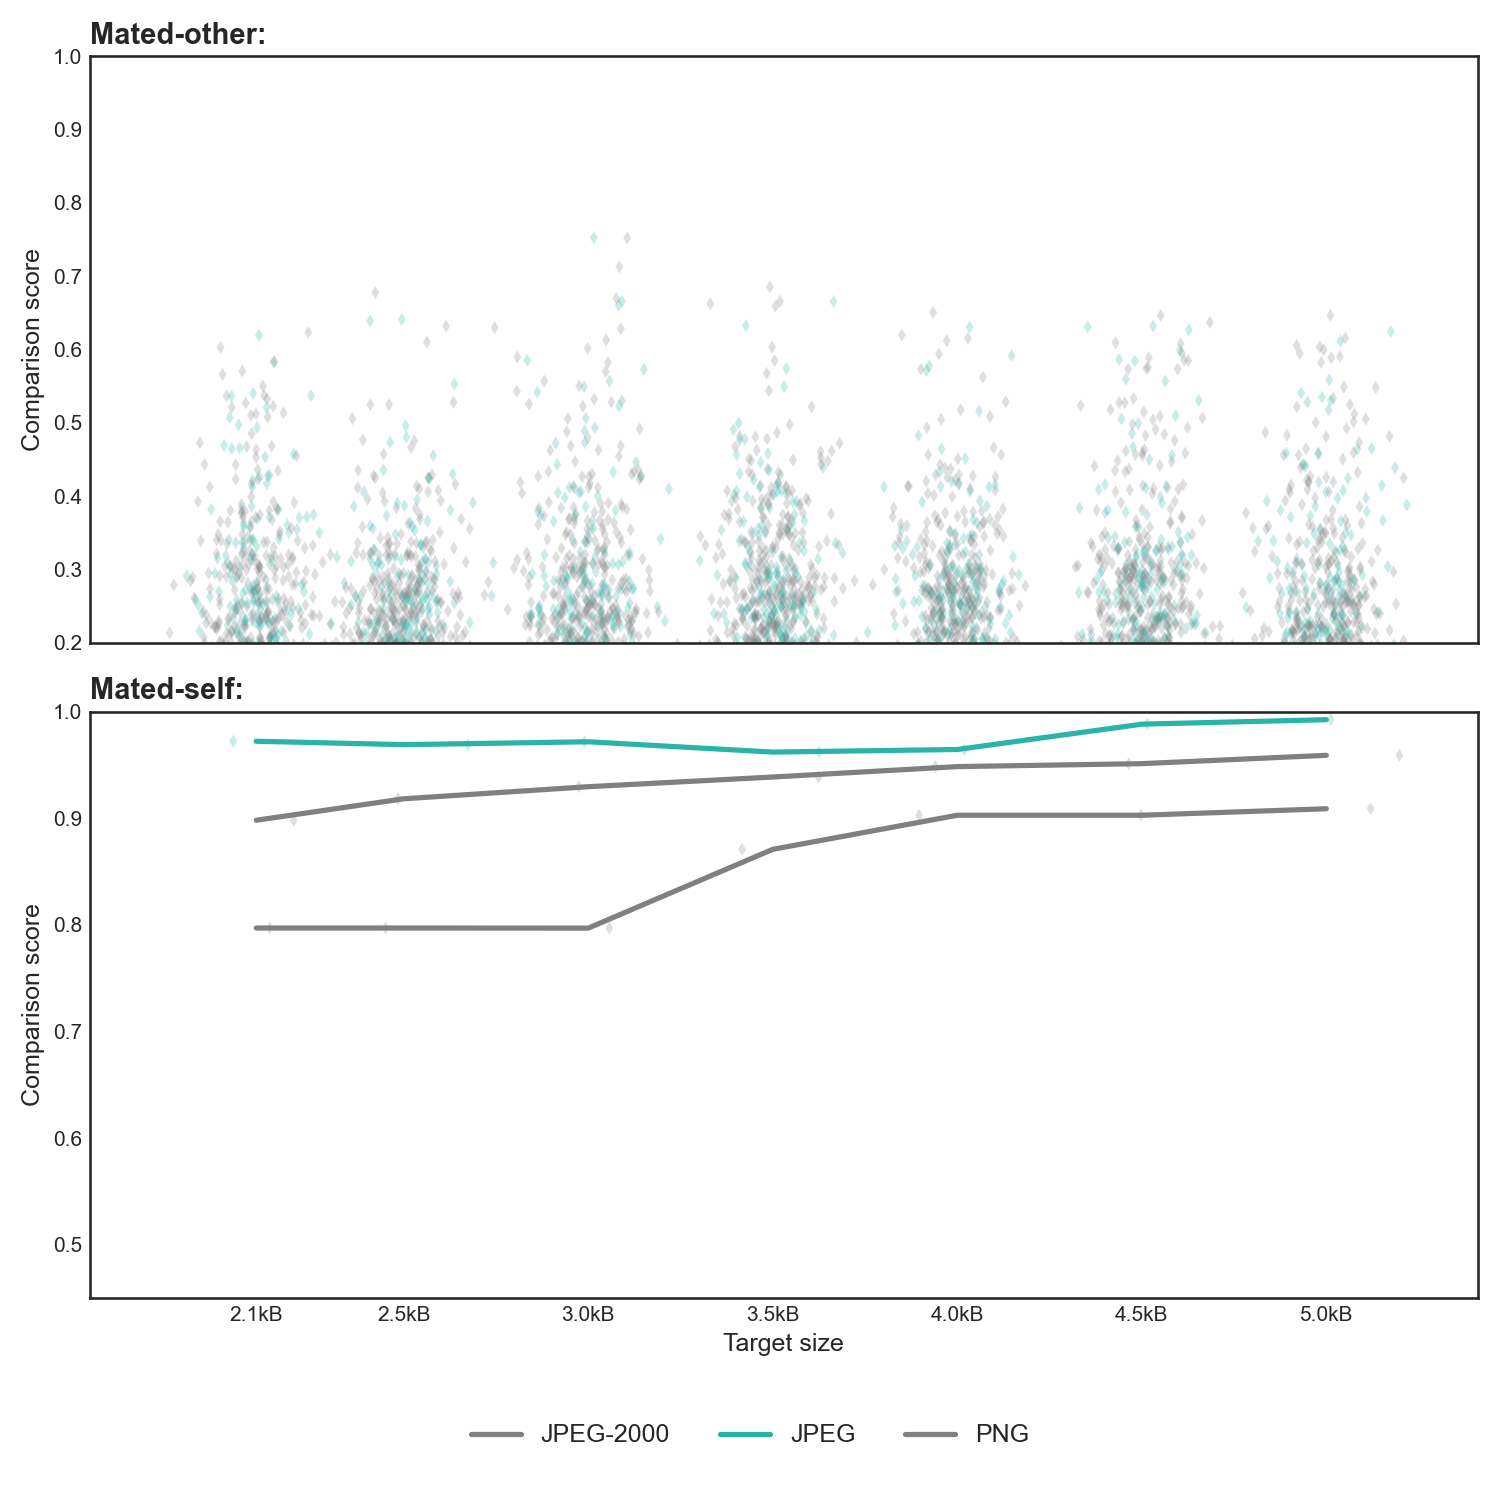 Mated-other:
1.0
0.9
0.8
0.7
0.6
0.5
0.4
0.3
0.2
Comparison score
Mated-self:
1.0
0.9
0.8
0.7
0.6
0.5
Comparison score
2.1kB 2.5kB 3.0kB 3.5kB 4.0kB 4.5kB 5.0kB
Target size
JPEG-2000 JPEG PNG